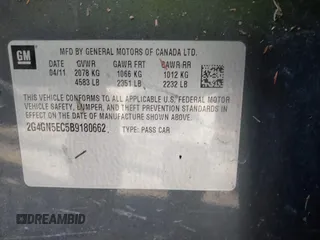 GM
MFD BY GENERAL MOTORS OF CANADA LTD.
DATE GVWR GAWR FRT GAWR RR
04/11 2078 KG 1066 KG 1012 KG
4583 LB 2351 LB 2232 LB
THIS VEHICLE CONFORMS TO ALL APPLICABLE U.S. FEDERAL MOTOR
VEHICLE SAFETY, BUMPER, AND THEFT PREVENTION STANDARDS
IN EFFECT ON THE DATE OF MANUFACTURE SHOWN ABOVE.
2G4GN5EC5B9180662 TYPE: PASS CAR
AUTOBIDMASTER